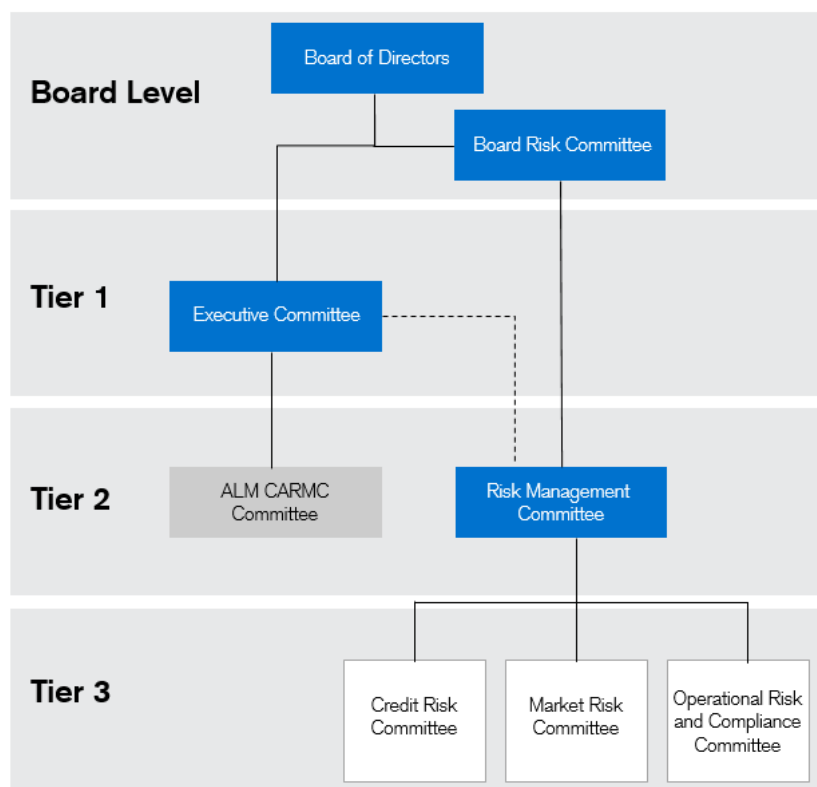 Board of Directors
Board Level
Board Risk Committee
Tier 1
Executive Committee
Tier 2
ALM CARMC
Committee
Risk Management
Committee
Tier 3
Credit Risk
Committee
Market Risk
Committee
Operational Risk
and Compliance
Committee